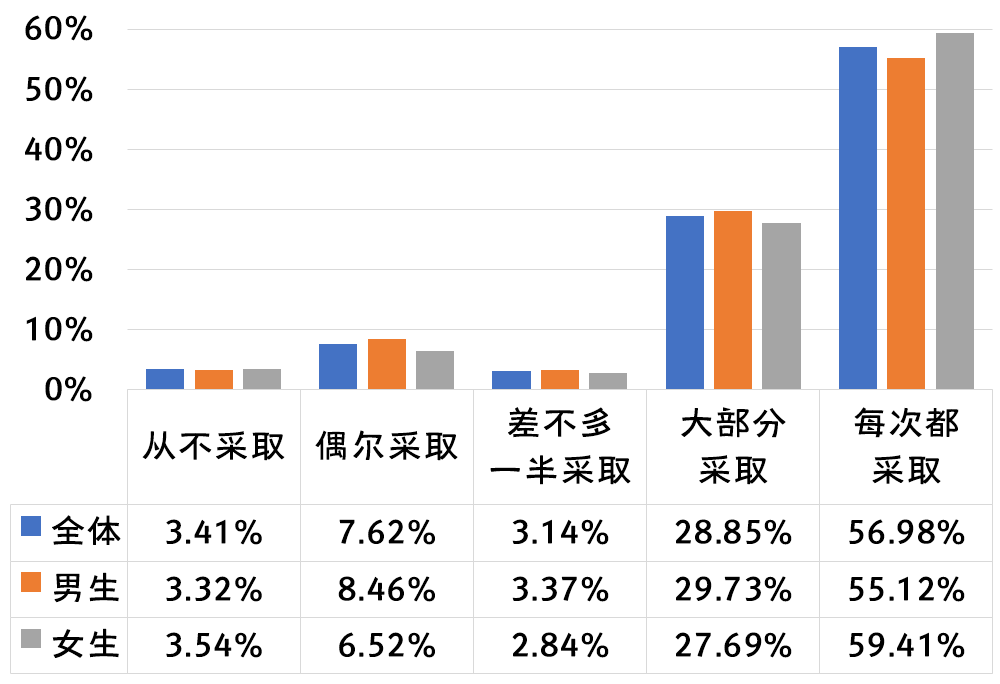 60%
50%
40%
30%
20%
10%
0%
从不采取 偶尔采取 差不多一半采取 大部分采取 每次都采取
全体 3.41% 7.62% 3.14% 28.85% 56.98%
男生 3.32% 8.46% 3.37% 29.73% 55.12%
女生 3.54% 6.52% 2.84% 27.69% 59.41%